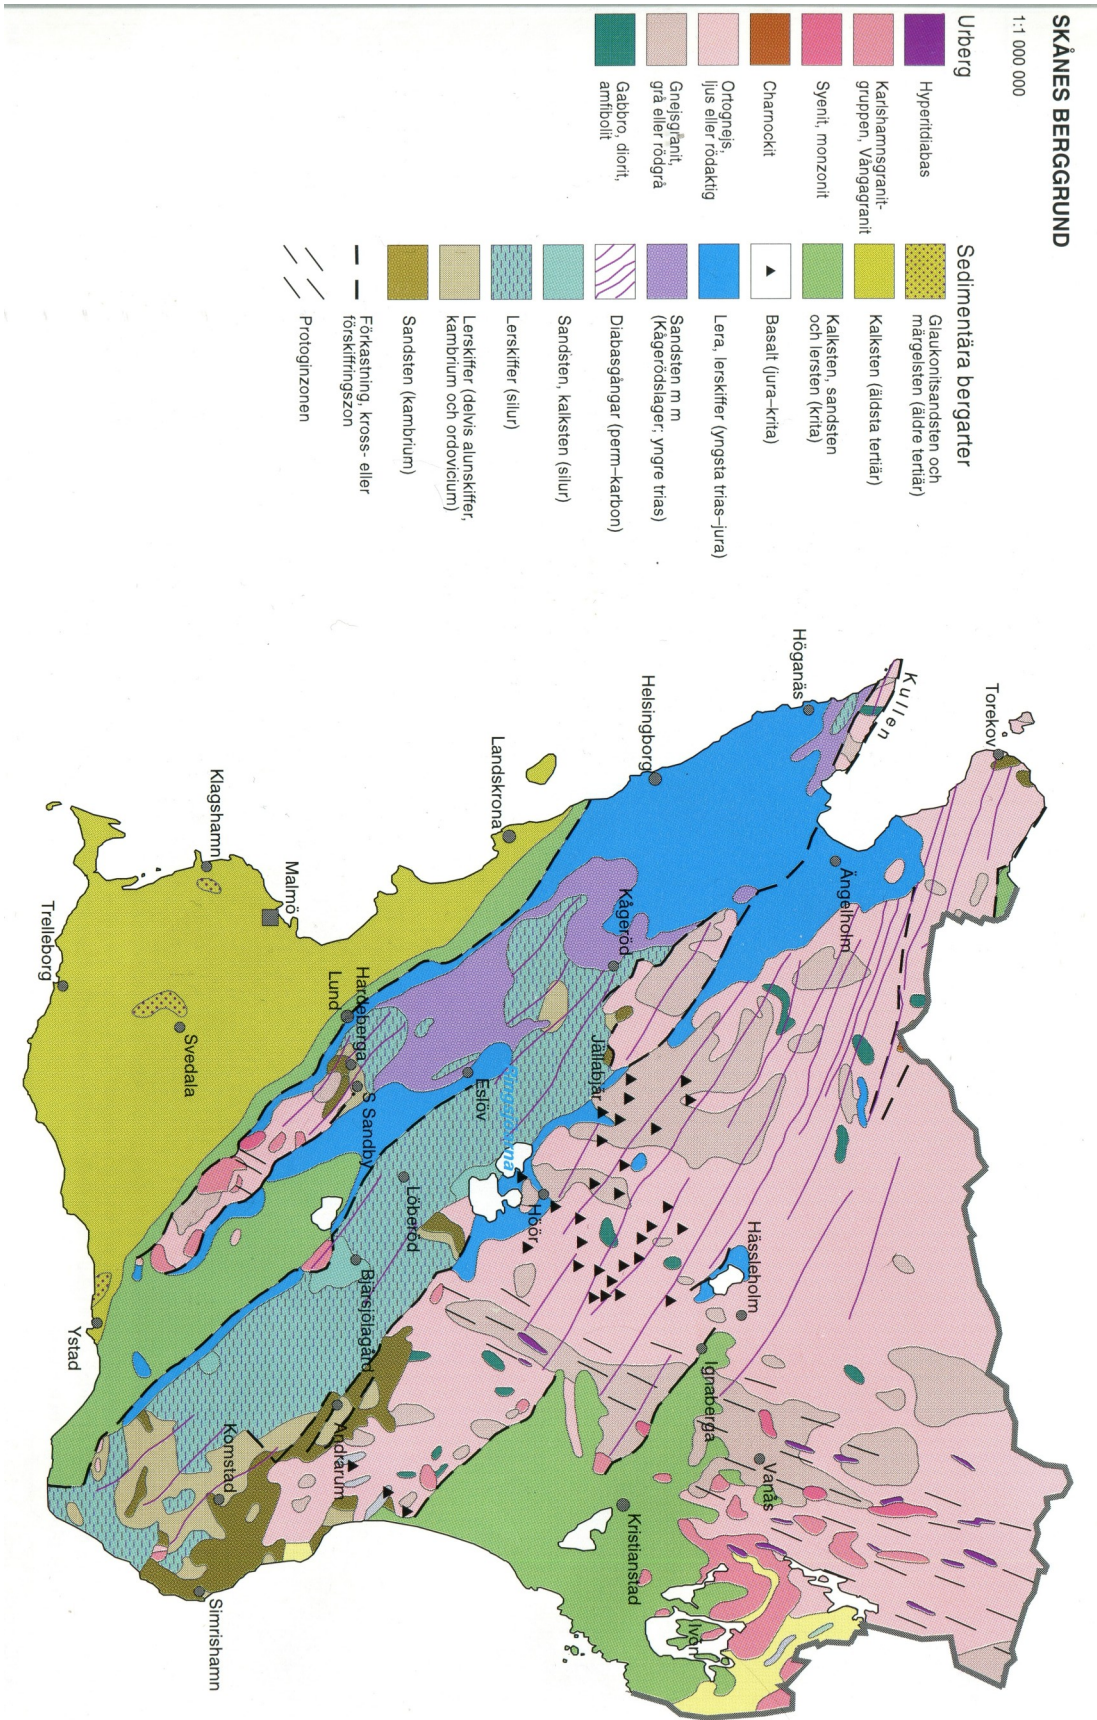 SKÅNES BERGGRUND
1:1 000 000
Urberg
Hyperitdiabas
Karlshamnsgranit-
gruppen, Vångagranit
Syenit, monzonit
Charnockit
Ortognejs,
ljus eller rödaktig
Gnejsgranit,
grå eller rödgrå
Gabbro, diorit,
amfibolit
Sedimentära bergarter
Glaukonitsandsten och
märgelsten (äldre tertiär)
Kalksten (äldsta tertiär)
Kalksten, sandsten
och lersten (krita)
Basalt (jura–krita)
Lera, lerskiffer (yngsta trias–jura)
Sandsten m m
(Kågerödslager; yngre trias)
Diabasgångar (perm–karbon)
Sandsten, kalksten (silur)
Lerskiffer (silur)
Lerskiffer (delvis alunskiffer,
kambrium och ordovicium)
Sandsten (kambrium)
Förkastning, kross- eller
förskiffringszon
Protoginzonen
Torekov
Kullen
Höganäs
Ängelholm
Helsingborg
Kågeröd
Landskrona
Jällabjär
Hässleholm
Ignaberga
Vanås
Höör
Eslöv
Ringsjöarna
Kristianstad
Ivön
Löberöd
Hardeberga
S Sandby
Lund
Bjärsjölagård
Andrarum
Malmö
Klagshamn
Svedala
Komstad
Simrishamn
Trelleborg
Ystad